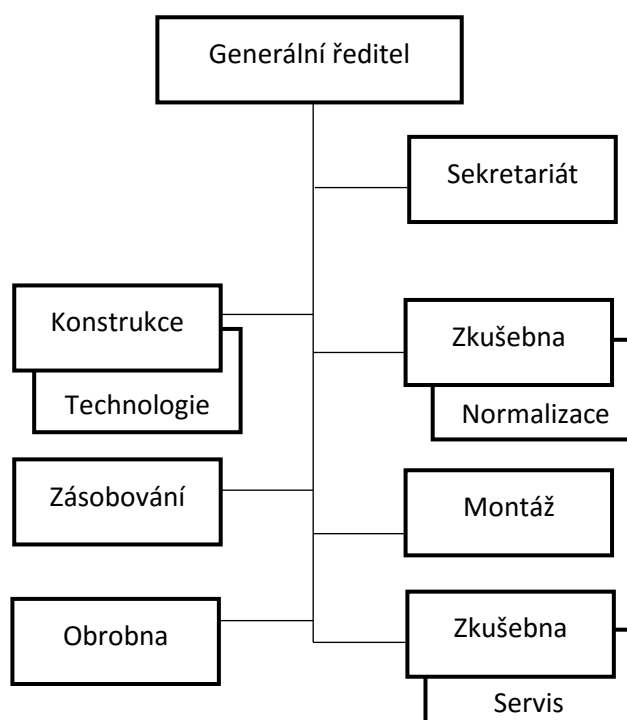 Generální ředitel
Sekretariát
Konstrukce
Technologie
Zkušebna
Normalizace
Zásobování
Montáž
Obrobna
Zkušebna
Servis